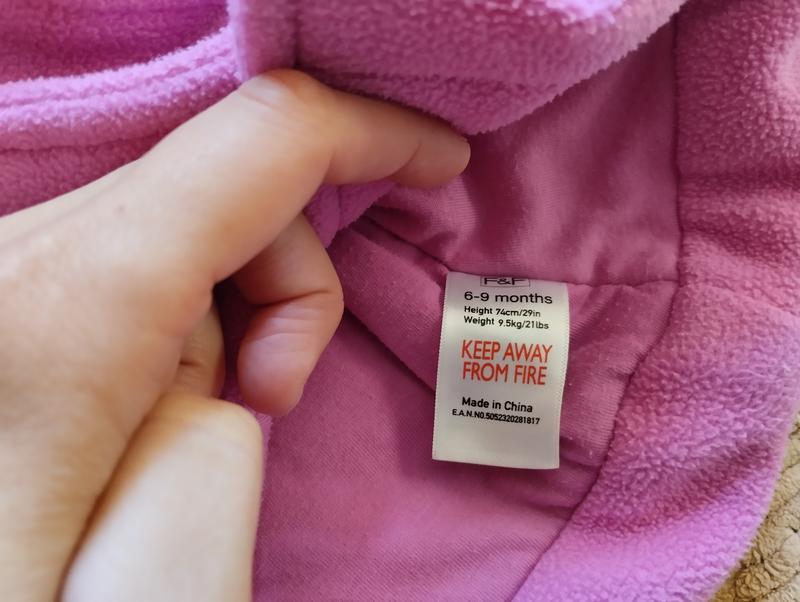 F&F
6-9 months
Height 74cm/29in
Weight 9.5kg/21lbs
KEEP AWAY
FROM FIRE
Made in China
E.A.N.NO.5052320281817